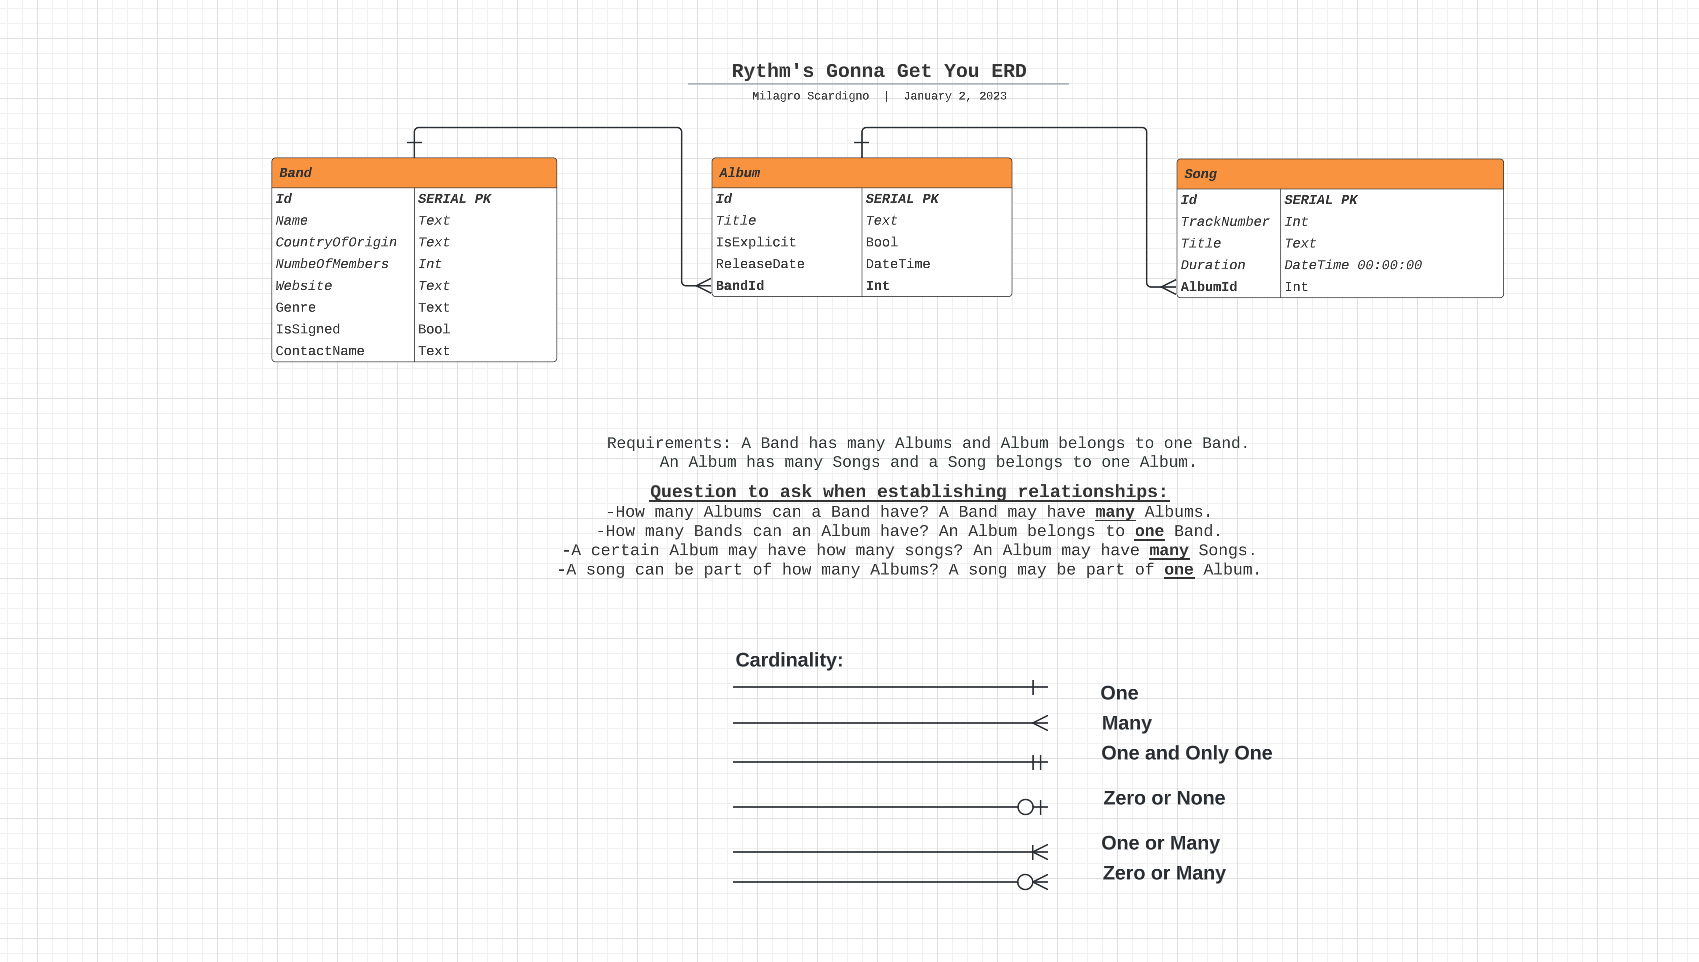 Rythm's Gonna Get You ERD
Milagro Scardigno | January 2, 2023
Band
Id SERIAL PK
Name Text
CountryOfOrigin Text
NumbeOfMembers Int
Website Text
Genre Text
IsSigned Bool
ContactName Text
Album
Id SERIAL PK
Title Text
IsExplicit Bool
ReleaseDate DateTime
BandId Int
Song
Id SERIAL PK
TrackNumber Int
Title Text
Duration DateTime 00:00:00
AlbumId Int
Requirements: A Band has many Albums and Album belongs to one Band.
An Album has many Songs and a Song belongs to one Album.
Question to ask when establishing relationships:
-How many Albums can a Band have? A Band may have many Albums.
-How many Bands can an Album have? An Album belongs to one Band.
-A certain Album may have how many songs? An Album may have many Songs.
-A song can be part of how many Albums? A song may be part of one Album.
Cardinality:
One
Many
One and Only One
Zero or None
One or Many
Zero or Many